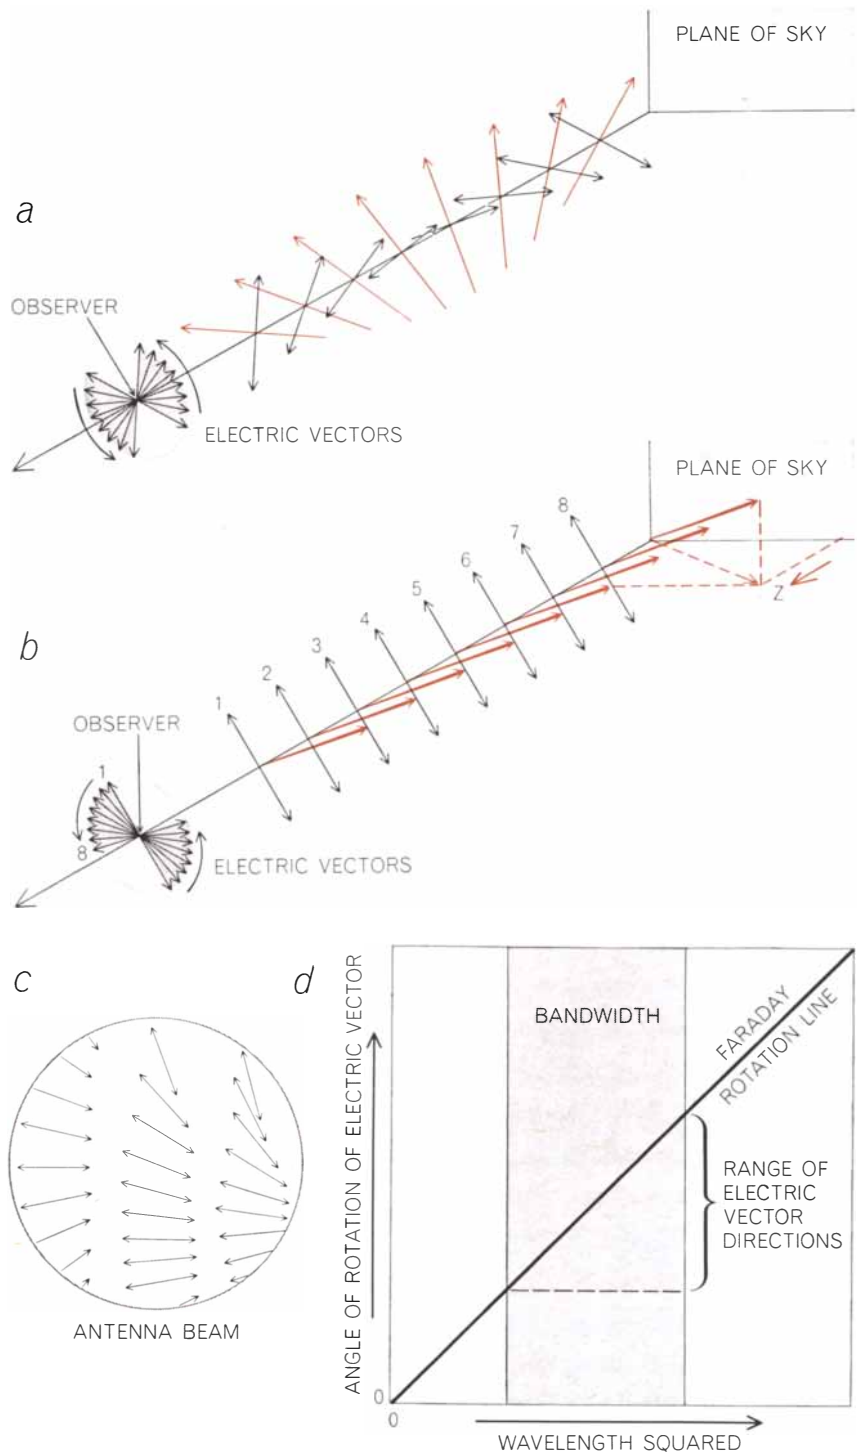 PLANE OF SKY
a
OBSERVER
ELECTRIC VECTORS
PLANE OF SKY
8
7
6
5
4
3
2
1
Z
b
OBSERVER
1
8
ELECTRIC VECTORS
c
ANTENNA BEAM
d
ANGLE OF ROTATION OF ELECTRIC VECTOR
BANDWIDTH
FARADAY
ROTATION LINE
RANGE OF
ELECTRIC
VECTOR
DIRECTIONS
0
0
WAVELENGTH SQUARED